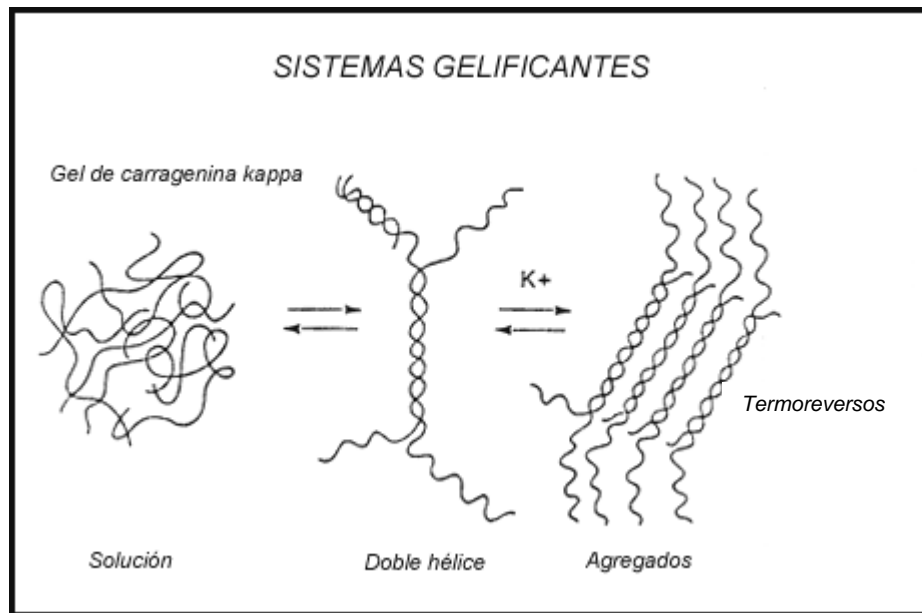 SISTEMAS GELIFICANTES
Gel de carragenina kappa
K+
Termoreversos
Solución
Doble hélice
Agregados